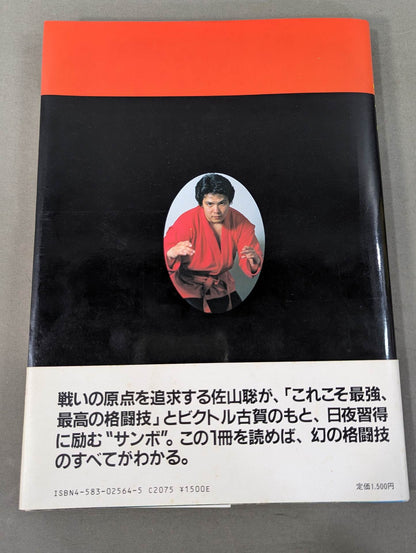 戦いの原点を追求する佐山聡が、「これこそ最強、
最高の格闘技」とビクトル古賀のもと、日夜習得
に励む“サンボ”。この1冊を読めば、幻の格闘技
のすべてがわかる。
ISBN4-583-02564-5 C2075 ¥1500E
定価1,500円